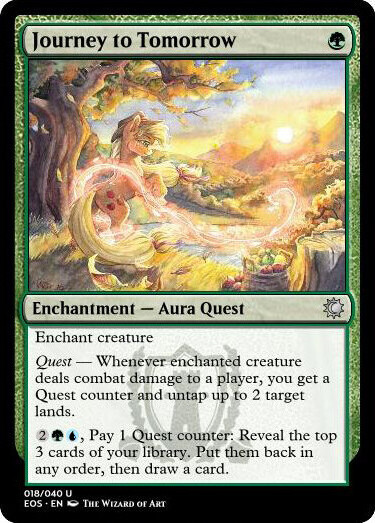 Journey to Tomorrow
Enchantment — Aura Quest
Enchant creature
Quest — Whenever enchanted creature
deals combat damage to a player, you get a
Quest counter and untap up to 2 target
lands.
2, Pay 1 Quest counter: Reveal the top
3 cards of your library. Put them back in
any order, then draw a card.
018/040 U
EOS • EN The Wizard of Art